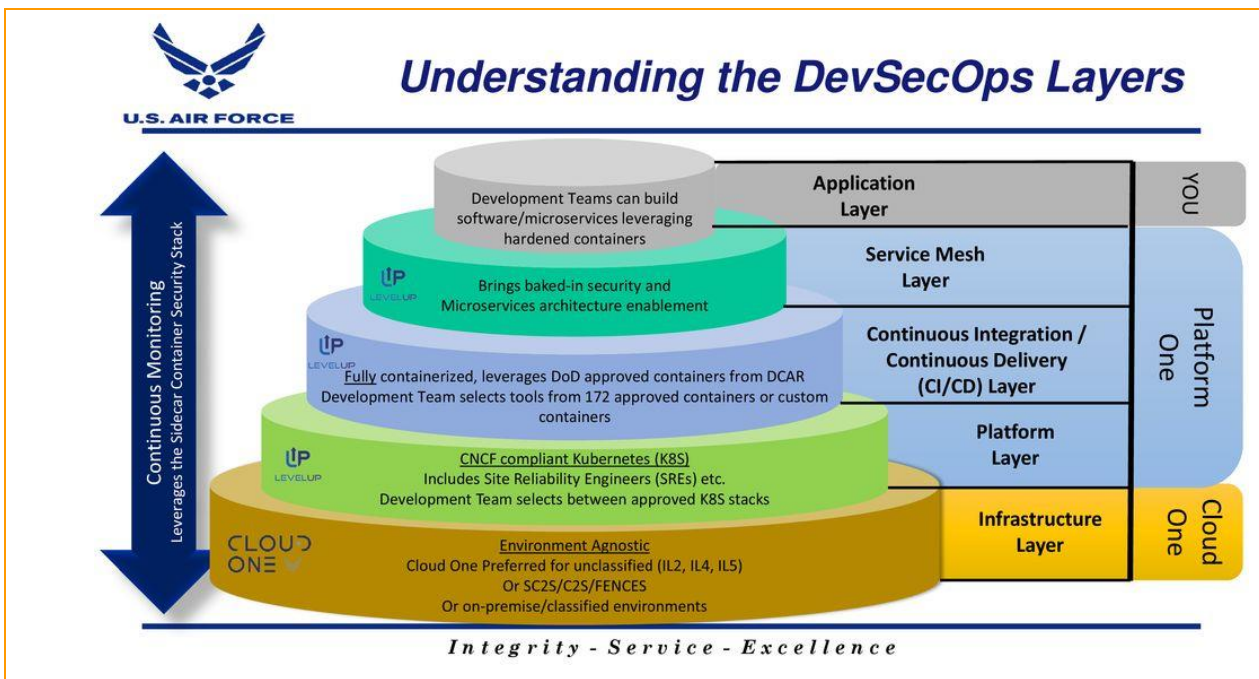 Understanding the DevSecOps Layers
U.S. AIR FORCE
Continuous Monitoring
Leverages the Sidecar Container Security Stack
Development Teams can build
software/microservices leveraging
hardened containers
Application
Layer
YOU
UP
LEVELUP
Brings baked-in security and
Microservices architecture enablement
Service Mesh
Layer
UP
LEVELUP
Fully containerized, leverages DoD approved containers from DCAR
Development Team selects tools from 172 approved containers or custom
containers
Continuous Integration /
Continuous Delivery
(CI/CD) Layer
Platform
One
UP
LEVELUP
CNCF compliant Kubernetes (K8S)
Includes Site Reliability Engineers (SREs) etc.
Development Team selects between approved K8S stacks
Platform
Layer
CLOUD
ONE
Environment Agnostic
Cloud One Preferred for unclassified (IL2, IL4, IL5)
Or SC2S/C2S/FENCES
Or on-premise/classified environments
Infrastructure
Layer
Cloud
One
Integrity - Service - Excellence